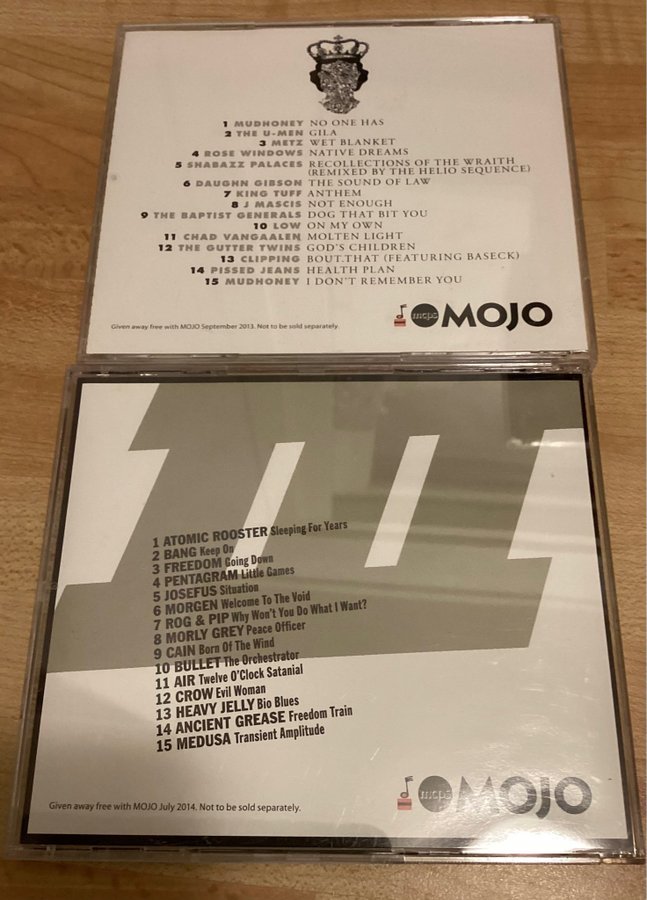 1 MUDHONEY NO ONE HAS
2 THE U-MEN GILA
3 METZ WET BLANKET
4 ROSE WINDOWS NATIVE DREAMS
5 SHABAZZ PALACES RECOLLECTIONS OF THE WRAITH
(REMIXED BY THE HELIO SEQUENCE)
6 DAUGHN GIBSON THE SOUND OF LAW
7 KING TUFF ANTHEM
8 J MASCIS NOT ENOUGH
9 THE BAPTIST GENERALS DOG THAT BIT YOU
10 LOW ON MY OWN
11 CHAD VANGAALEN MOLTEN LIGHT
12 THE GUTTER TWINS GOD'S CHILDREN
13 CLIPPING BOUT.THAT (FEATURING BASECK)
14 PISSED JEANS HEALTH PLAN
15 MUDHONEY I DON'T REMEMBER YOU
mcps MOJO
Given away free with MOJO September 2013. Not to be sold separately.
1 ATOMIC ROOSTER Sleeping For Years
2 BANG Keep On
3 FREEDOM Going Down
4 PENTAGRAM Little Games
5 JOSEFUS Situation
6 MORGEN Welcome To The Void
7 ROG & PIP Why Won't You Do What I Want?
8 MORLY GREY Peace Officer
9 CAIN Born Of The Wind
10 BULLET The Orchestrator
11 AIR Twelve O'Clock Satanial
12 CROW Evil Woman
13 HEAVY JELLY Bio Blues
14 ANCIENT GREASE Freedom Train
15 MEDUSA Transient Amplitude
mcps MOJO
Given away free with MOJO July 2014. Not to be sold separately.